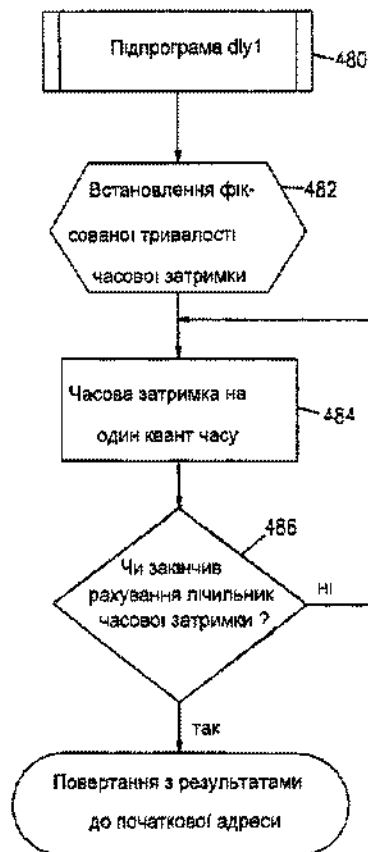 Підпрограма dly1
480
Встановлення фік-
сованої тривалості
часової затримки
482
Часова затримка на
один квант часу
484
486
Чи закінчив
рахування лічильник
часової затримки ?
ні
так
Повертання з результатами
до початкової адреси